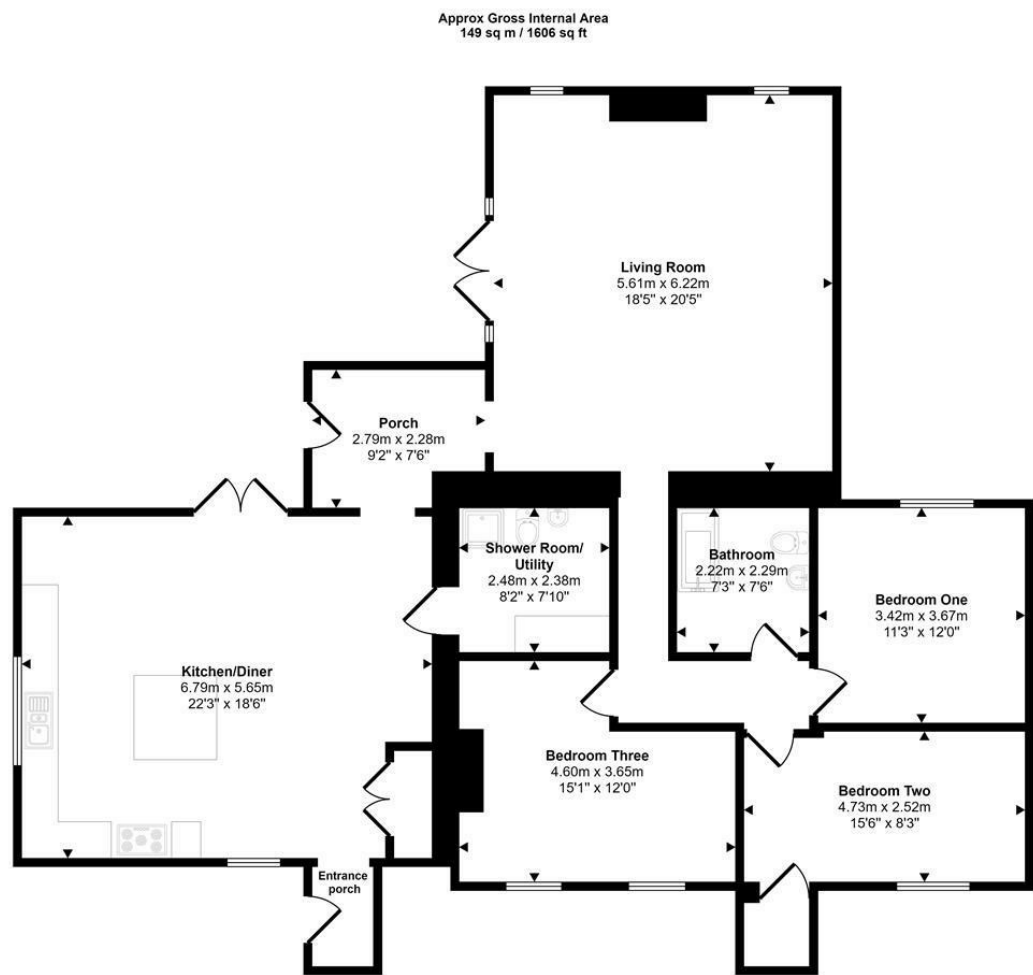 Approx Gross Internal Area
149 sq m / 1606 sq ft
Living Room
5.61m x 6.22m
18'5" x 20'5"
Porch
2.79m x 2.28m
9'2" x 7'6"
Shower Room/
Utility
2.48m x 2.38m
8'2" x 7'10"
Bathroom
2.22m x 2.29m
7'3" x 7'6"
Bedroom One
3.42m x 3.67m
11'3" x 12'0"
Kitchen/Diner
6.79m x 5.65m
22'3" x 18'6"
Bedroom Three
4.60m x 3.65m
15'1" x 12'0"
Bedroom Two
4.73m x 2.52m
15'6" x 8'3"
Entrance
porch